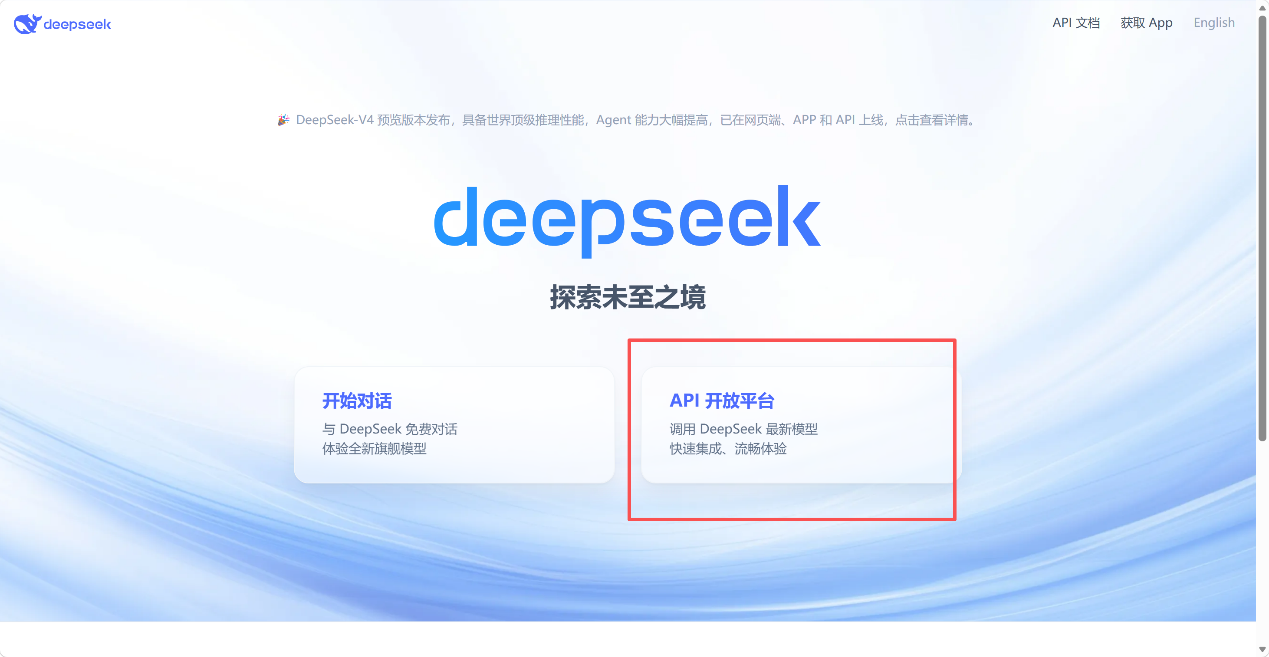 deepseek
API 文档 获取 App English
🎉 DeepSeek-V4 预览版本发布，具备世界顶级推理性能，Agent 能力大幅提高，已在网页端、APP 和 API 上线，点击查看详情。
deepseek
探索未至之境
开始对话
与 DeepSeek 免费对话
体验全新旗舰模型
API 开放平台
调用 DeepSeek 最新模型
快速集成、流畅体验